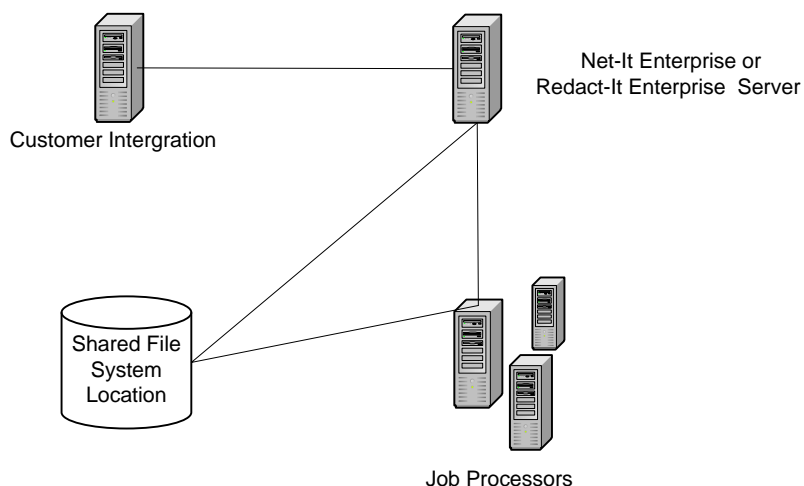 Net-It Enterprise or
Redact-It Enterprise Server
Customer Intergration
Shared File
System
Location
Job Processors